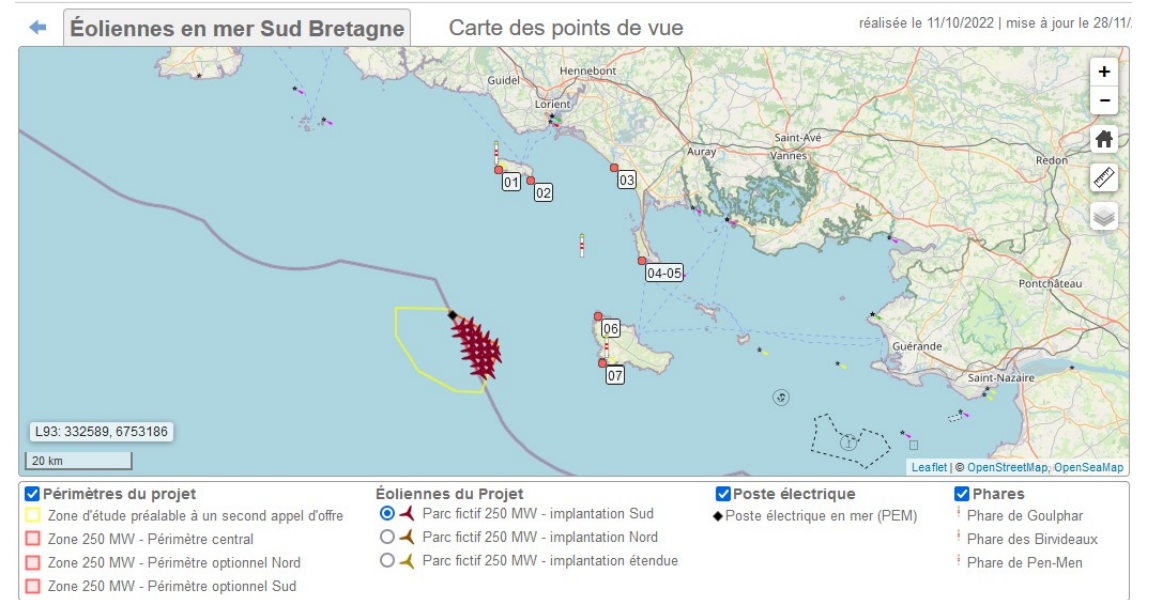 Éoliennes en mer Sud Bretagne
Carte des points de vue
réalisée le 11/10/2022 | mise à jour le 28/11/
Guidel
Hennebont
Lorient
Saint-Avé
Auray
Vannes
Redon
01
02
03
04-05
Pontchâteau
06
07
Guérande
Saint-Nazaire
+
−
L93: 332589, 6753186
20 km
Leaflet | © OpenStreetMap, OpenSeaMap
Périmètres du projet
Zone d'étude préalable à un second appel d'offre
Zone 250 MW - Périmètre central
Zone 250 MW - Périmètre optionnel Nord
Zone 250 MW - Périmètre optionnel Sud
Éoliennes du Projet
Parc fictif 250 MW - implantation Sud
Parc fictif 250 MW - implantation Nord
Parc fictif 250 MW - implantation étendue
Poste électrique
Poste électrique en mer (PEM)
Phares
Phare de Goulphar
Phare des Birvideaux
Phare de Pen-Men